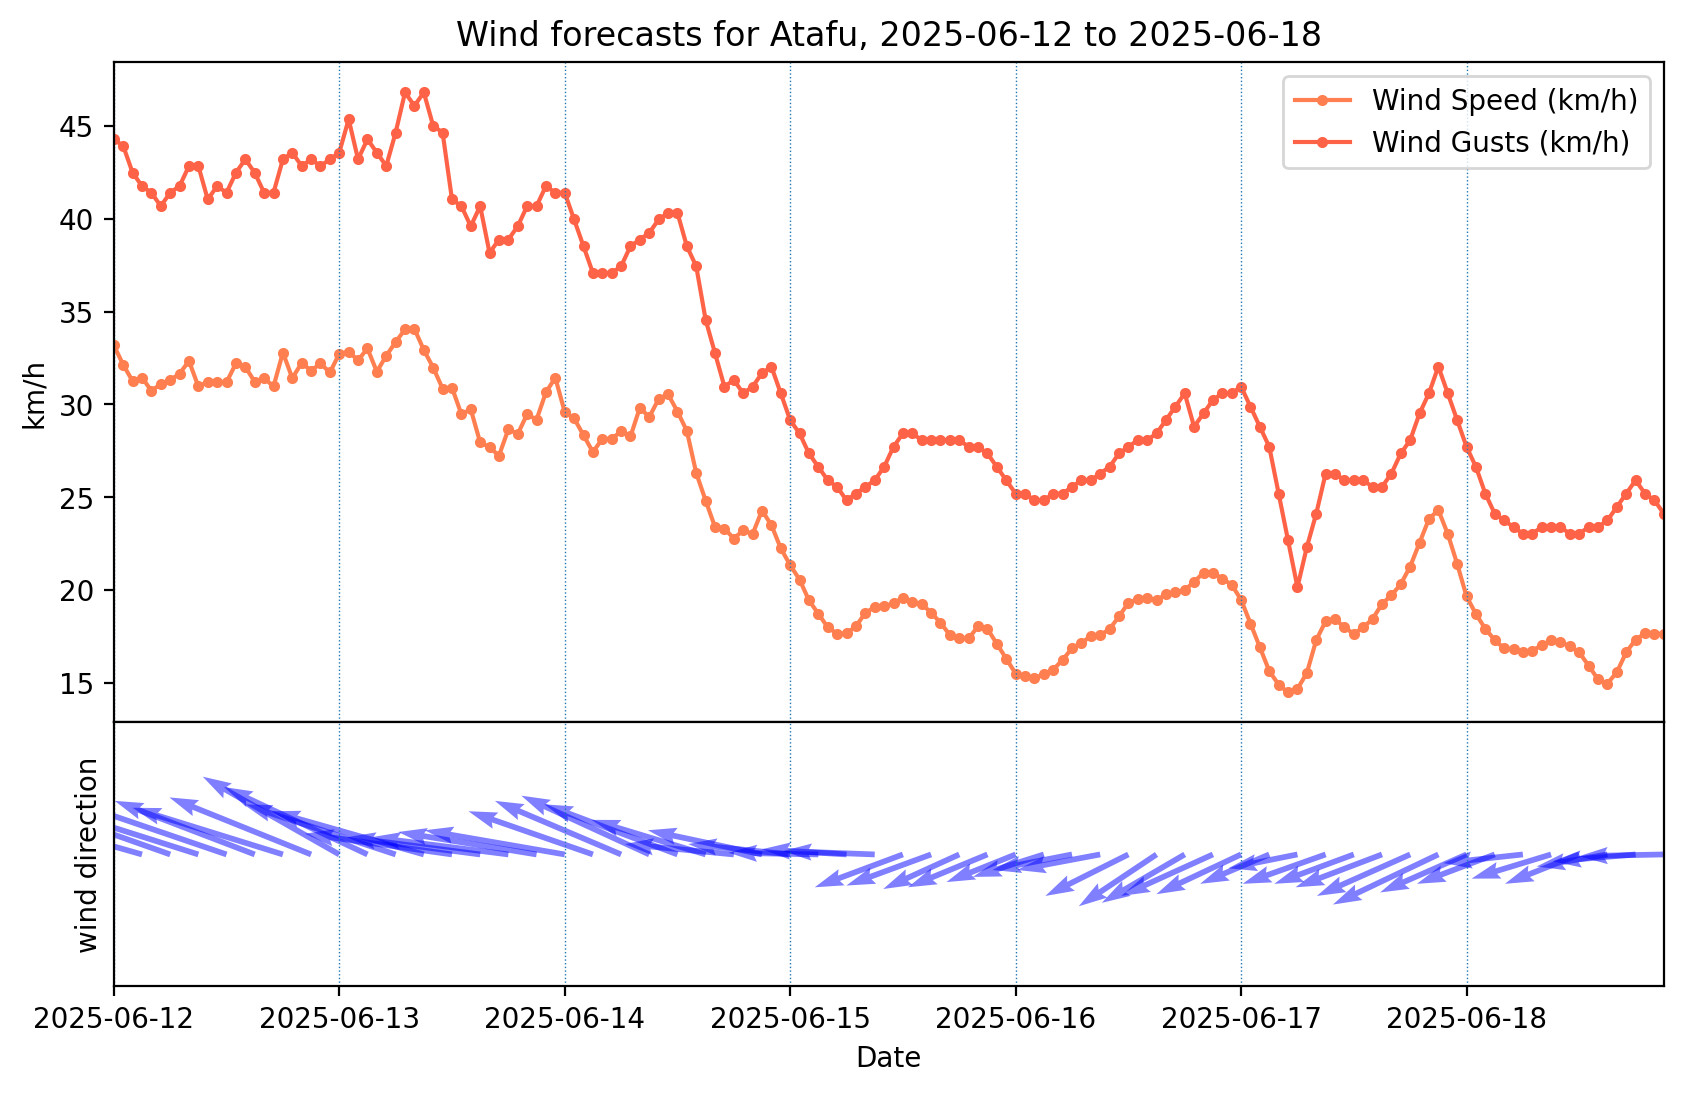 Wind forecasts for Atafu, 2025-06-12 to 2025-06-18
Wind Speed (km/h)
Wind Gusts (km/h)
km/h
45
40
35
30
25
20
15
wind direction
2025-06-12
2025-06-13
2025-06-14
2025-06-15
2025-06-16
2025-06-17
2025-06-18
Date